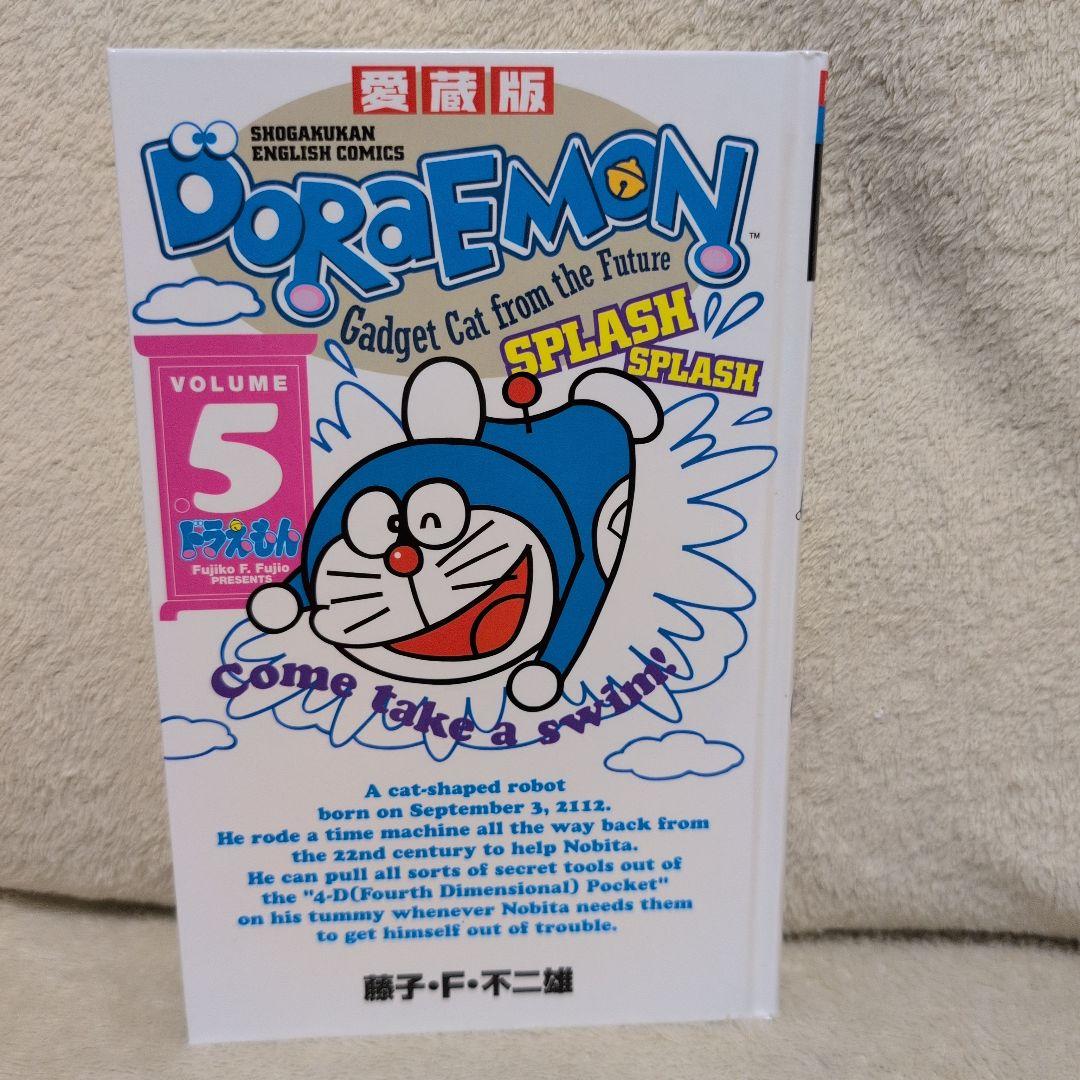 愛蔵版
SHOGAKUKAN
ENGLISH COMICS
DORAEMON
™
Gadget Cat from the Future
SPLASH
SPLASH
VOLUME
5
ドラえもん
Fujiko F. Fujio
PRESENTS
Come take a swim!
A cat-shaped robot
born on September 3, 2112.
He rode a time machine all the way back from
the 22nd century to help Nobita.
He can pull all sorts of secret tools out of
the "4-D(Fourth Dimensional) Pocket"
on his tummy whenever Nobita needs them
to get himself out of trouble.
藤子・F・不二雄